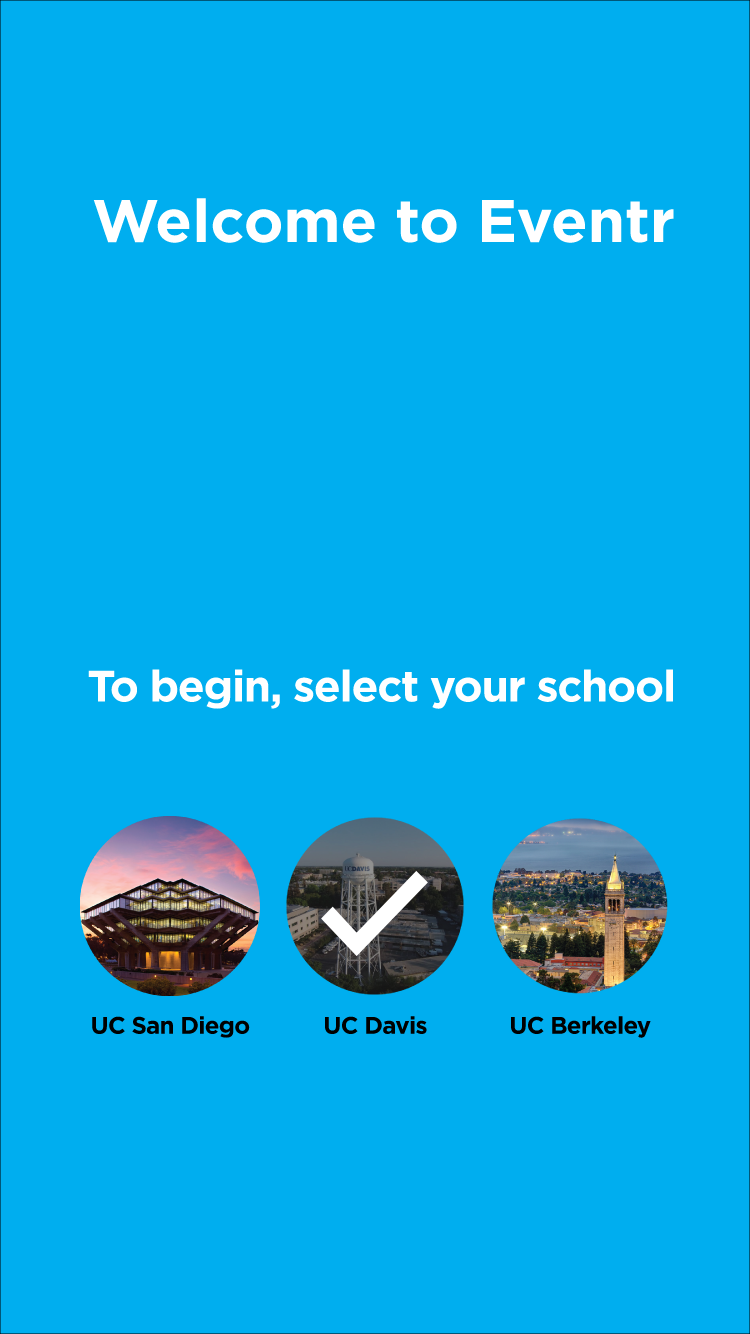 Welcome to Eventr
To begin, select your school
UC DAVIS
UC San Diego
UC Davis
UC Berkeley